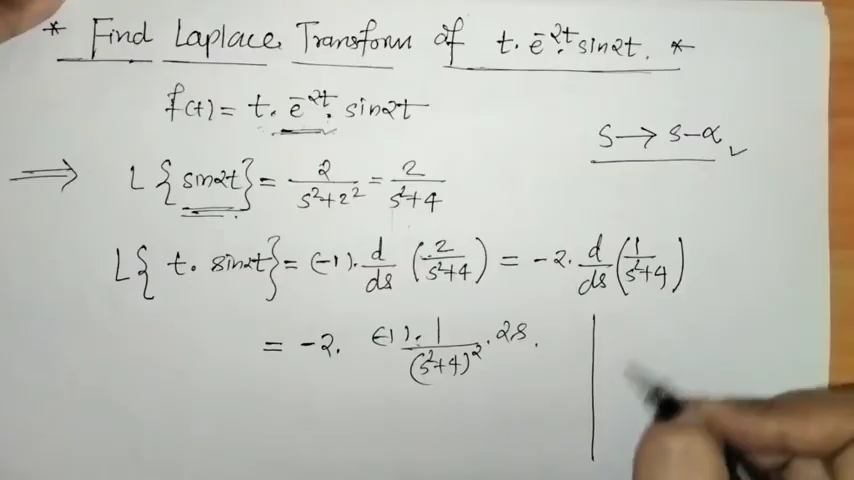 * Find Laplace Transform of t. e^-2t. sin2t. *
f(t) = t. e^-2t. sin2t
s → s-α
⇒ L { sin2t } = 2/(s²+2²) = 2/(s²+4)
L{ t. sin2t } = (-1). d/ds (2/(s²+4)) = -2. d/ds (1/(s²+4))
= -2. (-1). 1/(s²+4)² . 2s.